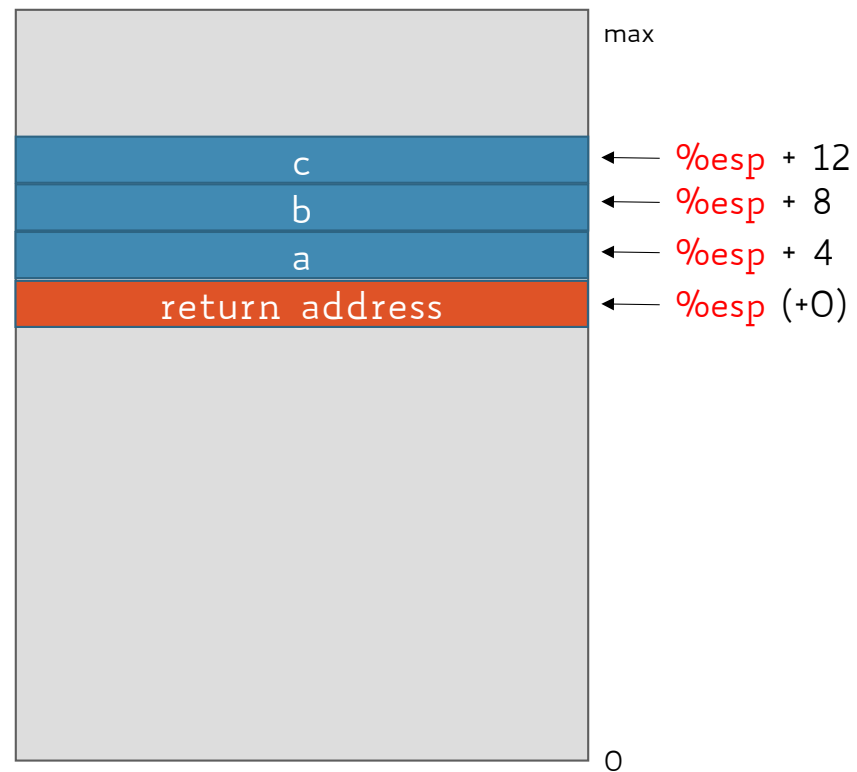 max
c
%esp + 12
b
%esp + 8
a
%esp + 4
return address
%esp (+0)
0